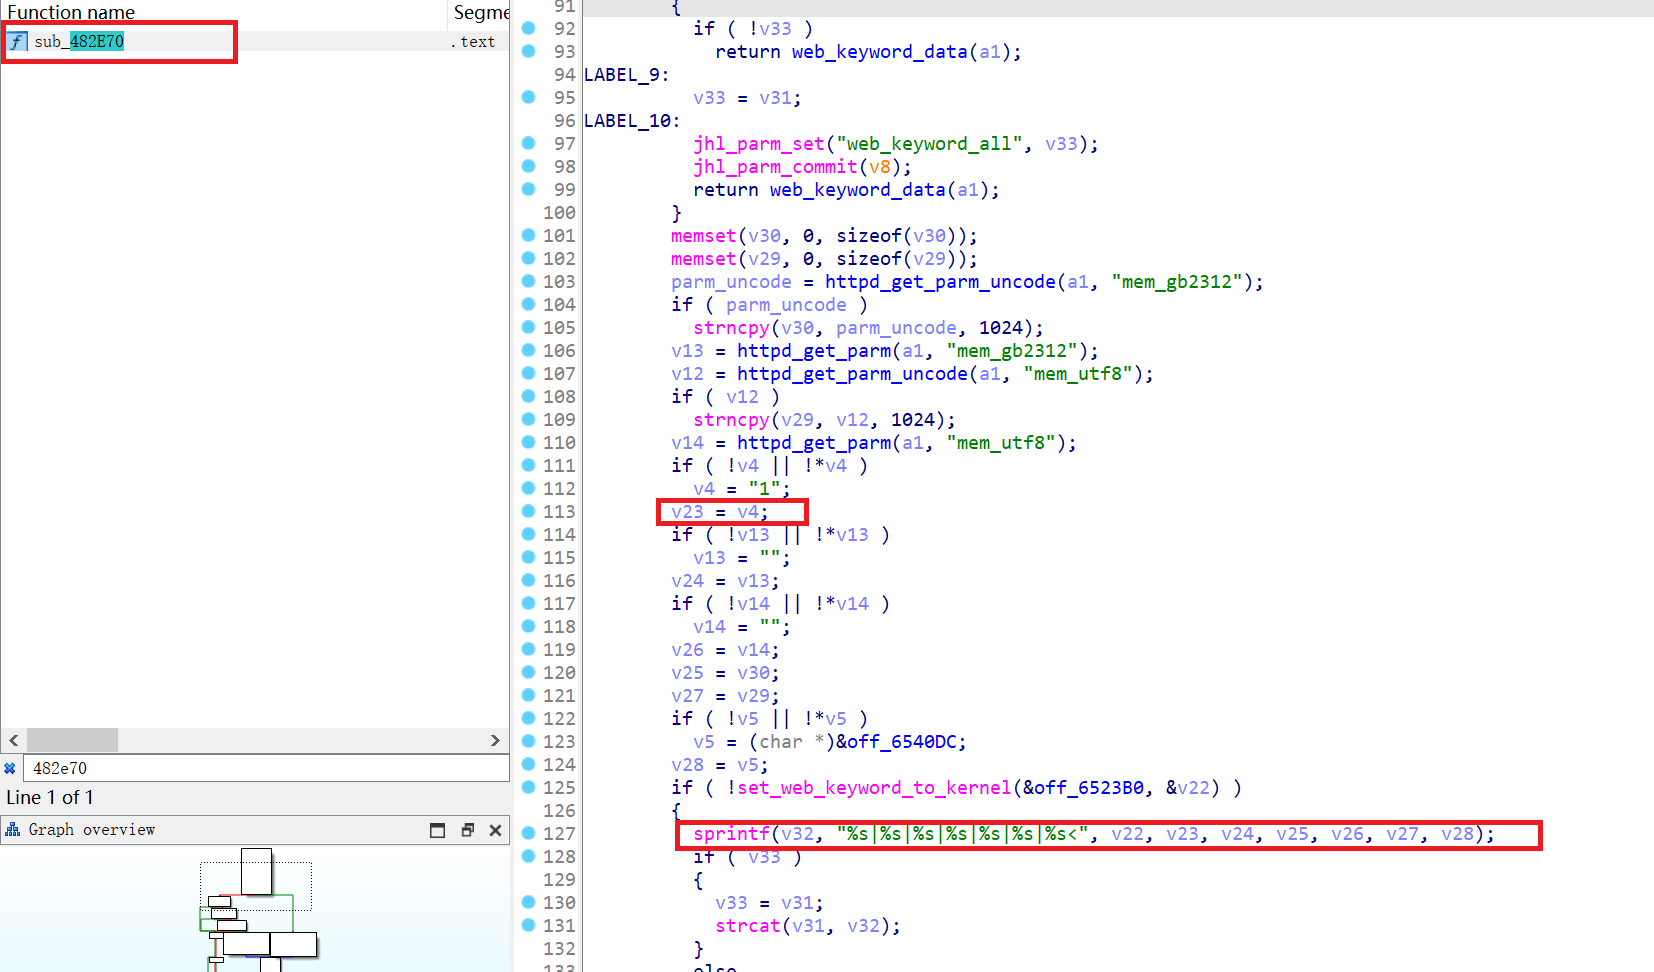 Function name
Segme
sub_482E70
.text
482e70
Line 1 of 1
Graph overview
91 {
92 if ( !v33 )
93 return web_keyword_data(a1);
94 LABEL_9:
95 v33 = v31;
96 LABEL_10:
97 jhl_parm_set("web_keyword_all", v33);
98 jhl_parm_commit(v8);
99 return web_keyword_data(a1);
100 }
101 memset(v30, 0, sizeof(v30));
102 memset(v29, 0, sizeof(v29));
103 parm_uncode = httpd_get_parm_uncode(a1, "mem_gb2312");
104 if ( parm_uncode )
105 strncpy(v30, parm_uncode, 1024);
106 v13 = httpd_get_parm(a1, "mem_gb2312");
107 v12 = httpd_get_parm_uncode(a1, "mem_utf8");
108 if ( v12 )
109 strncpy(v29, v12, 1024);
110 v14 = httpd_get_parm(a1, "mem_utf8");
111 if ( !v4 || !*v4 )
112 v4 = "1";
113 v23 = v4;
114 if ( !v13 || !*v13 )
115 v13 = "";
116 v24 = v13;
117 if ( !v14 || !*v14 )
118 v14 = "";
119 v26 = v14;
120 v25 = v30;
121 v27 = v29;
122 if ( !v5 || !*v5 )
123 v5 = (char *)&off_6540DC;
124 v28 = v5;
125 if ( !set_web_keyword_to_kernel(&off_6523B0, &v22) )
126 {
127 sprintf(v32, "%s|%s|%s|%s|%s|%s|%s<", v22, v23, v24, v25, v26, v27, v28);
128 if ( v33 )
129 {
130 v33 = v31;
131 strcat(v31, v32);
132 }
133 else